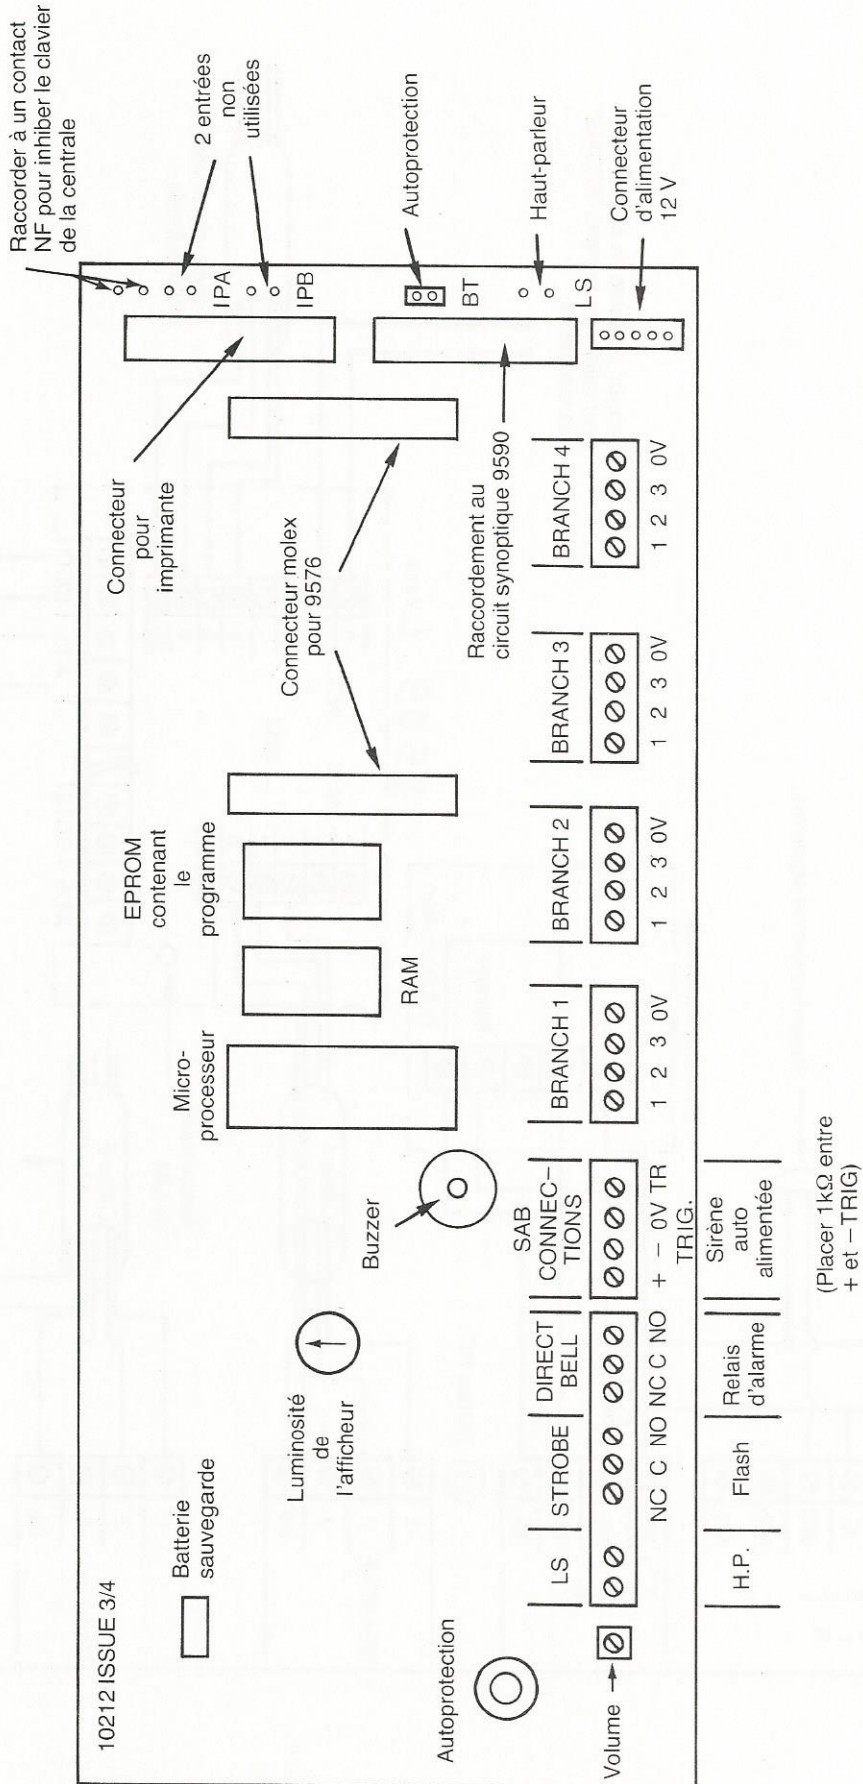 10212 ISSUE 3/4
Batterie
sauvegarde
Luminosité
de
l'afficheur
Buzzer
Micro-
processeur
RAM
EPROM
contenant
le
programme
Connecteur molex
pour 9576
Connecteur
pour
imprimante
Raccorder à un contact
NF pour inhiber le clavier
de la centrale
2 entrées
non
utilisées
IPA
IPB
Autoprotection
BT
Haut-parleur
LS
Connecteur
d'alimentation
12 V
Raccordement au
circuit synoptique 9590
Autoprotection
Volume
LS
STROBE
DIRECT
BELL
SAB
CONNEC–
TIONS
BRANCH 1
BRANCH 2
BRANCH 3
BRANCH 4
NC C NO NC C NO
+ – 0V TR
TRIG.
1 2 3 0V
1 2 3 0V
1 2 3 0V
1 2 3 0V
H.P.
Flash
Relais
d'alarme
Sirène
auto
alimentée
(Placer 1kΩ entre
+ et –TRIG)